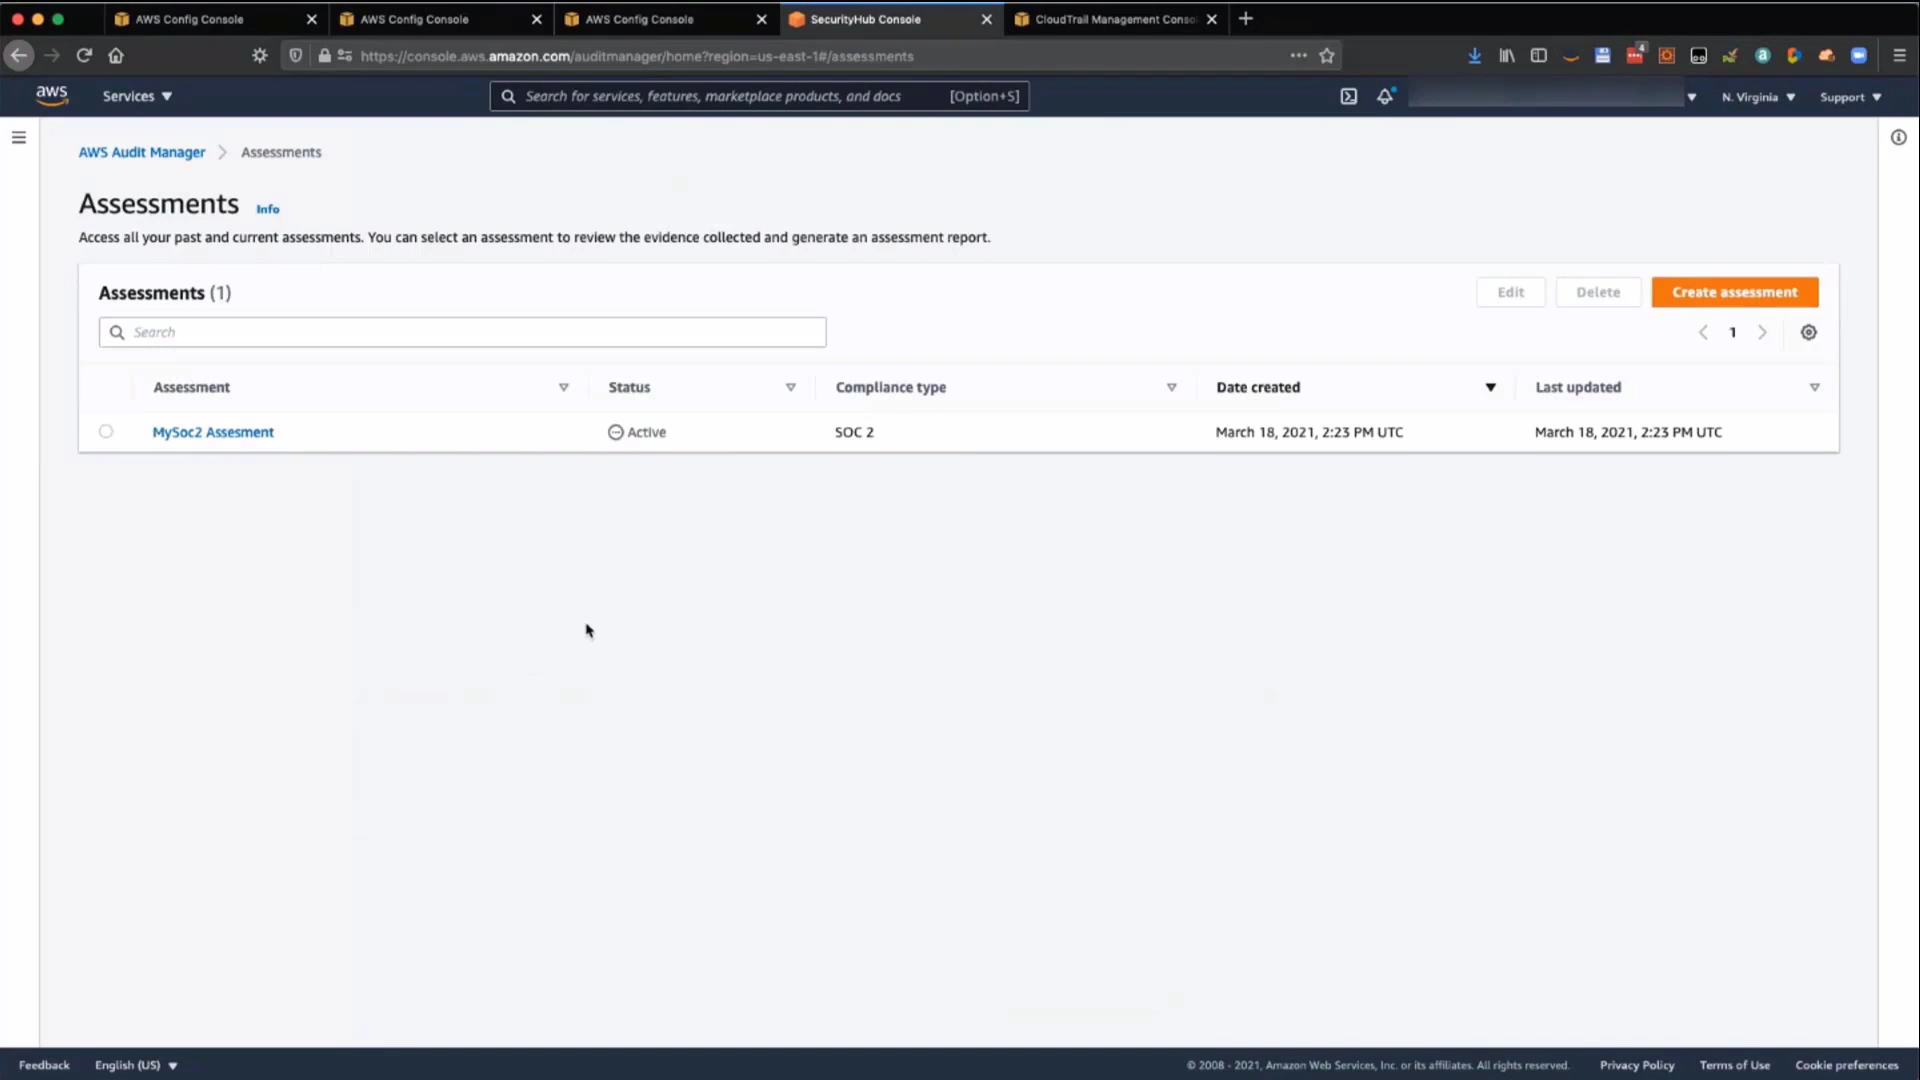 AWS Config Console
AWS Config Console
AWS Config Console
SecurityHub Console
CloudTrail Management Conso
https://console.aws.amazon.com/auditmanager/home?region=us-east-1#/assessments
4
aws
Services
Search for services, features, marketplace products, and docs
[Option+S]
N. Virginia
Support
AWS Audit Manager
Assessments
Assessments
Info
Access all your past and current assessments. You can select an assessment to review the evidence collected and generate an assessment report.
Assessments (1)
Edit
Delete
Create assessment
Search
1
Assessment
Status
Compliance type
Date created
Last updated
MySoc2 Assesment
Active
SOC 2
March 18, 2021, 2:23 PM UTC
March 18, 2021, 2:23 PM UTC
Feedback
English (US)
© 2008 - 2021, Amazon Web Services, Inc. or its affiliates. All rights reserved.
Privacy Policy
Terms of Use
Cookie preferences